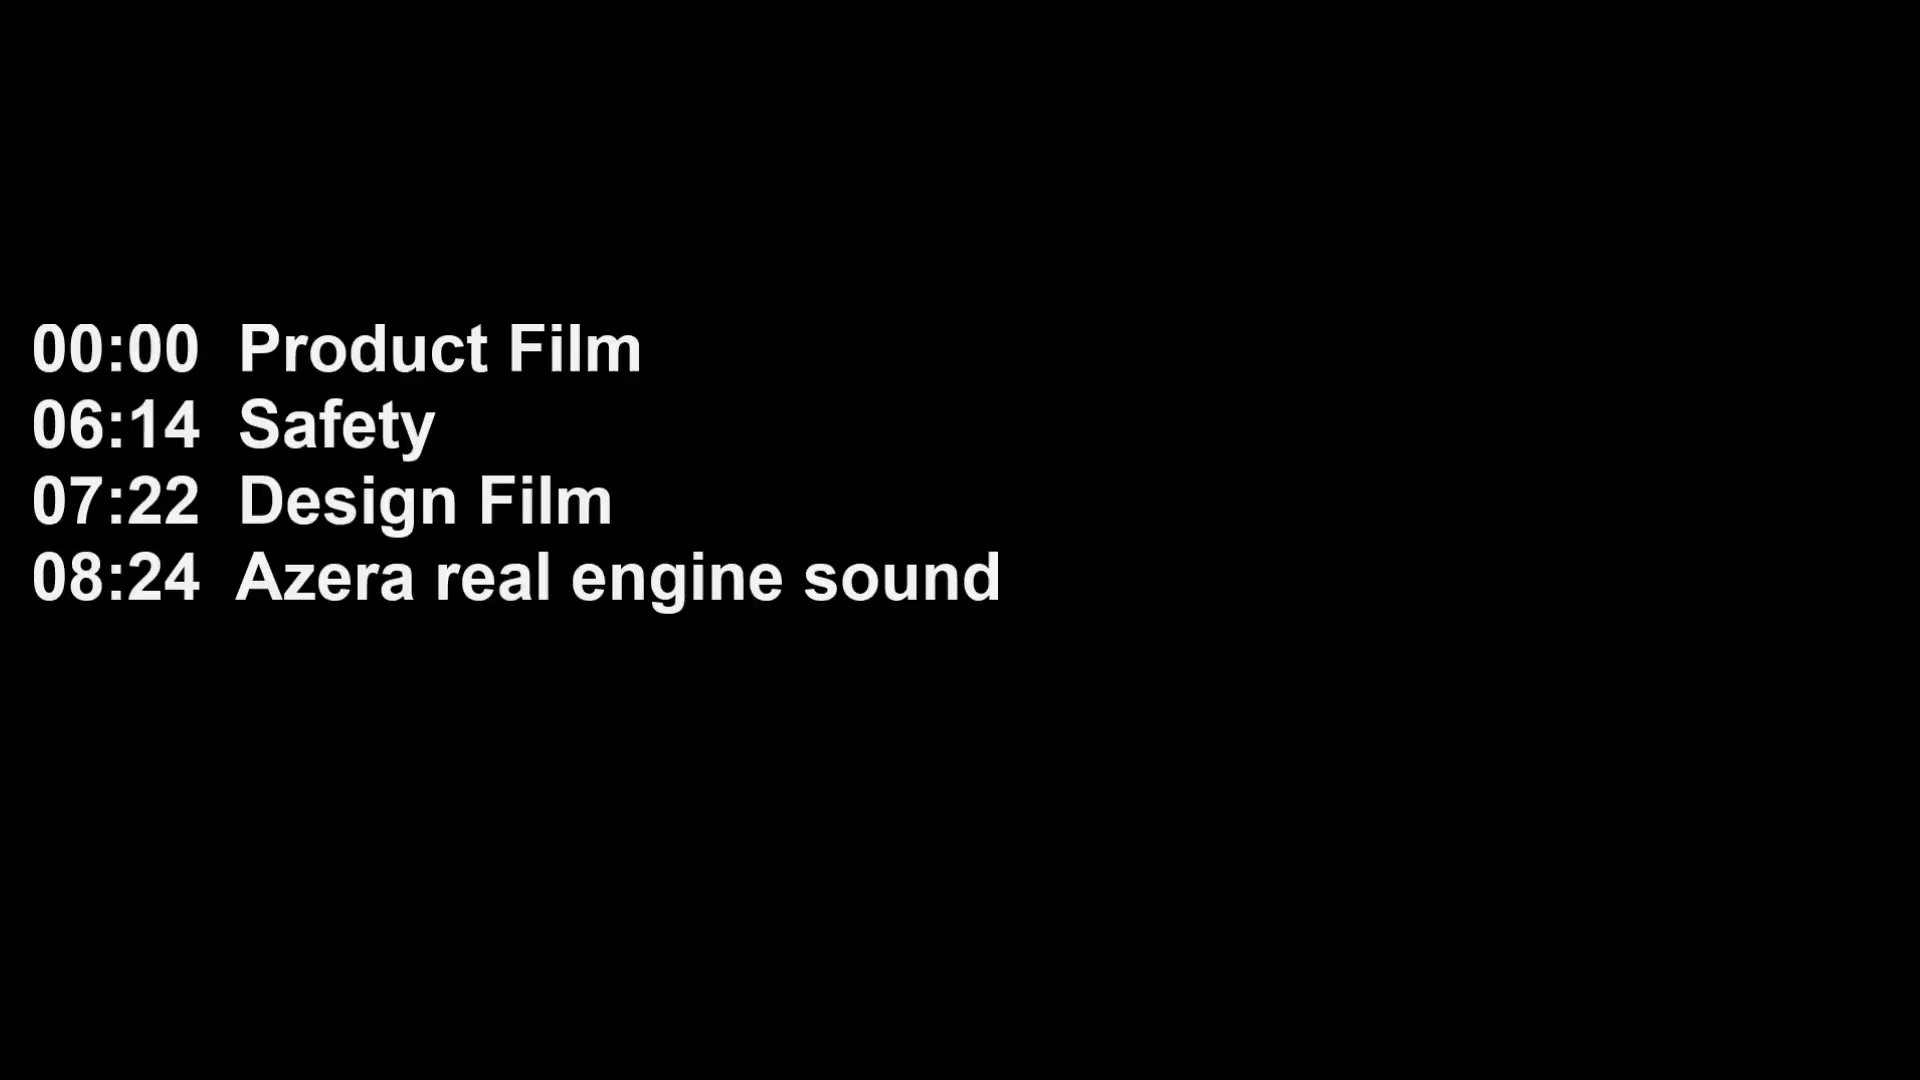 00:00 Product Film
06:14 Safety
07:22 Design Film
08:24 Azera real engine sound